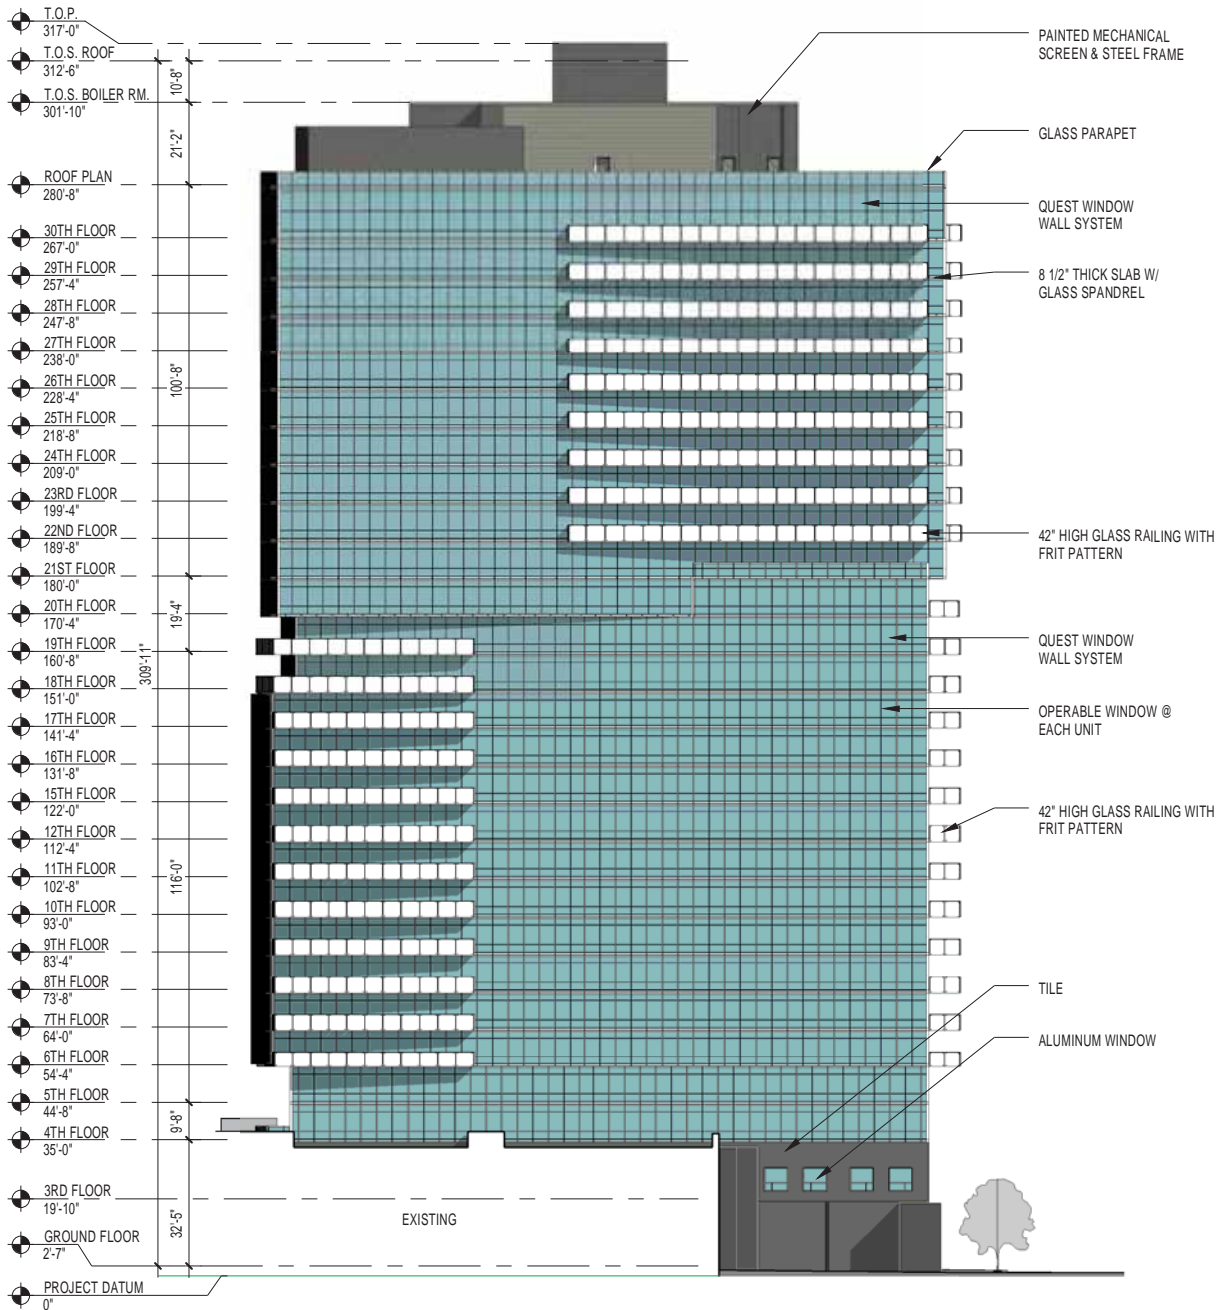 T.O.P.
317'-0"
T.O.S. ROOF
312'-6"
T.O.S. BOILER RM.
301'-10"
ROOF PLAN
280'-8"
30TH FLOOR
267'-0"
29TH FLOOR
257'-4"
28TH FLOOR
247'-8"
27TH FLOOR
238'-0"
26TH FLOOR
228'-4"
25TH FLOOR
218'-8"
24TH FLOOR
209'-0"
23RD FLOOR
199'-4"
22ND FLOOR
189'-8"
21ST FLOOR
180'-0"
20TH FLOOR
170'-4"
19TH FLOOR
160'-8"
18TH FLOOR
151'-0"
17TH FLOOR
141'-4"
16TH FLOOR
131'-8"
15TH FLOOR
122'-0"
12TH FLOOR
112'-4"
11TH FLOOR
102'-8"
10TH FLOOR
93'-0"
9TH FLOOR
83'-4"
8TH FLOOR
73'-8"
7TH FLOOR
64'-0"
6TH FLOOR
54'-4"
5TH FLOOR
44'-8"
4TH FLOOR
35'-0"
3RD FLOOR
19'-10"
GROUND FLOOR
2'-7"
PROJECT DATUM
0"
309'-11"
10'-8"
21'-2"
100'-8"
19'-4"
116'-0"
9'-8"
32'-5"
EXISTING
PAINTED MECHANICAL
SCREEN & STEEL FRAME
GLASS PARAPET
QUEST WINDOW
WALL SYSTEM
8 1/2" THICK SLAB W/
GLASS SPANDREL
42" HIGH GLASS RAILING WITH
FRIT PATTERN
QUEST WINDOW
WALL SYSTEM
OPERABLE WINDOW @
EACH UNIT
42" HIGH GLASS RAILING WITH
FRIT PATTERN
TILE
ALUMINUM WINDOW